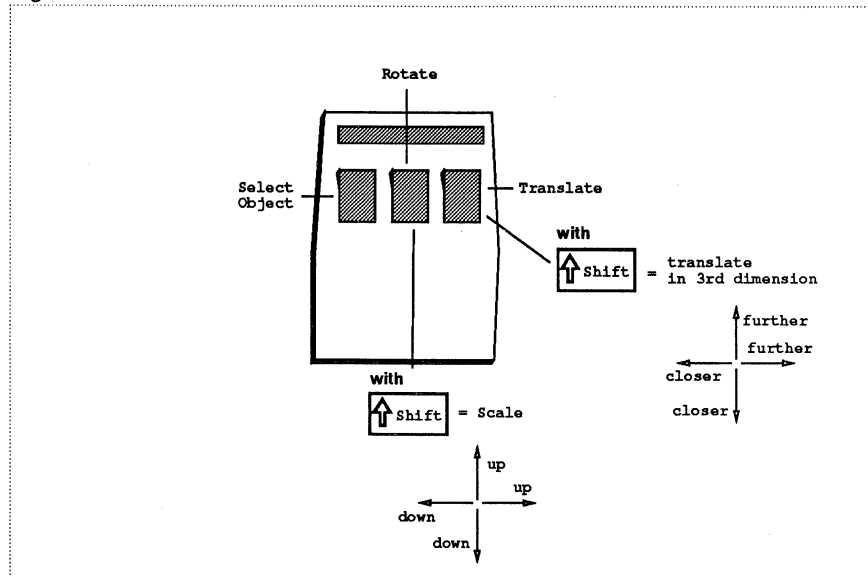 Rotate
Select
Object
Translate
with
Shift = translate
in 3rd dimension
further
further
closer
closer
with
Shift = Scale
up
up
down
down